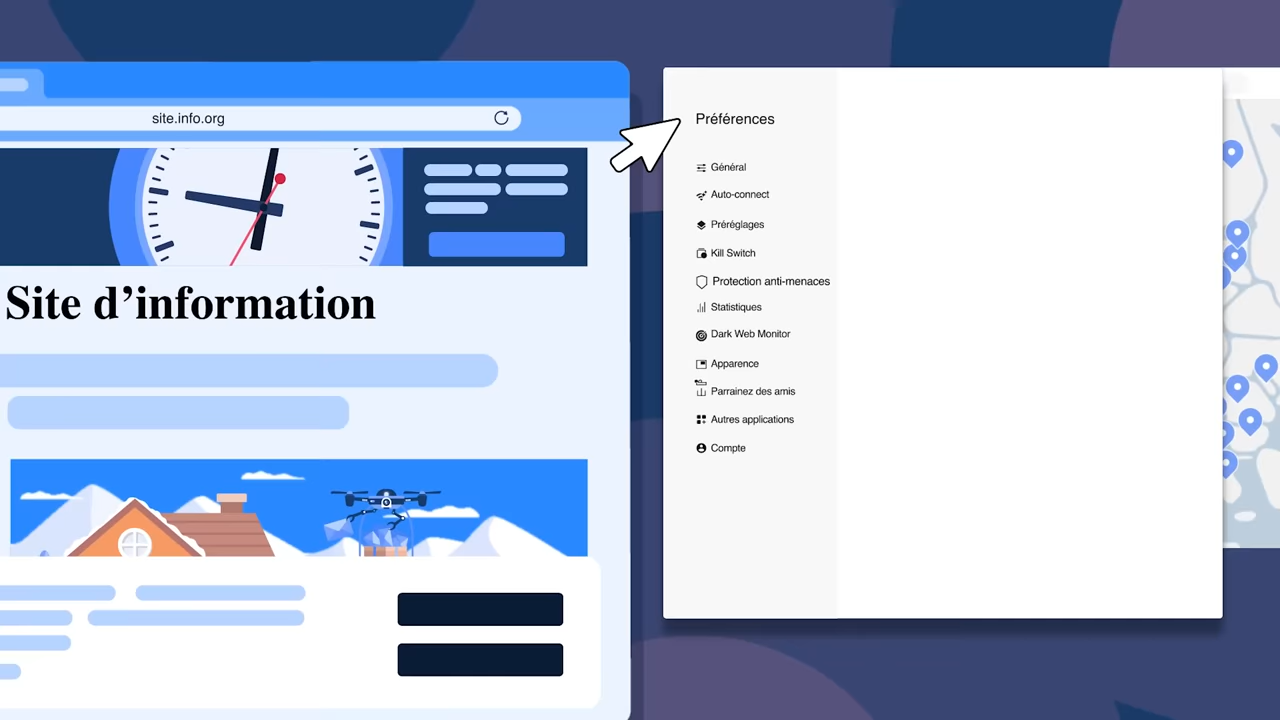 site.info.org
Site d’information
Préférences
Général
Auto-connect
Préréglages
Kill Switch
Protection anti-menaces
Statistiques
Dark Web Monitor
Apparence
Parrainez des amis
Autres applications
Compte